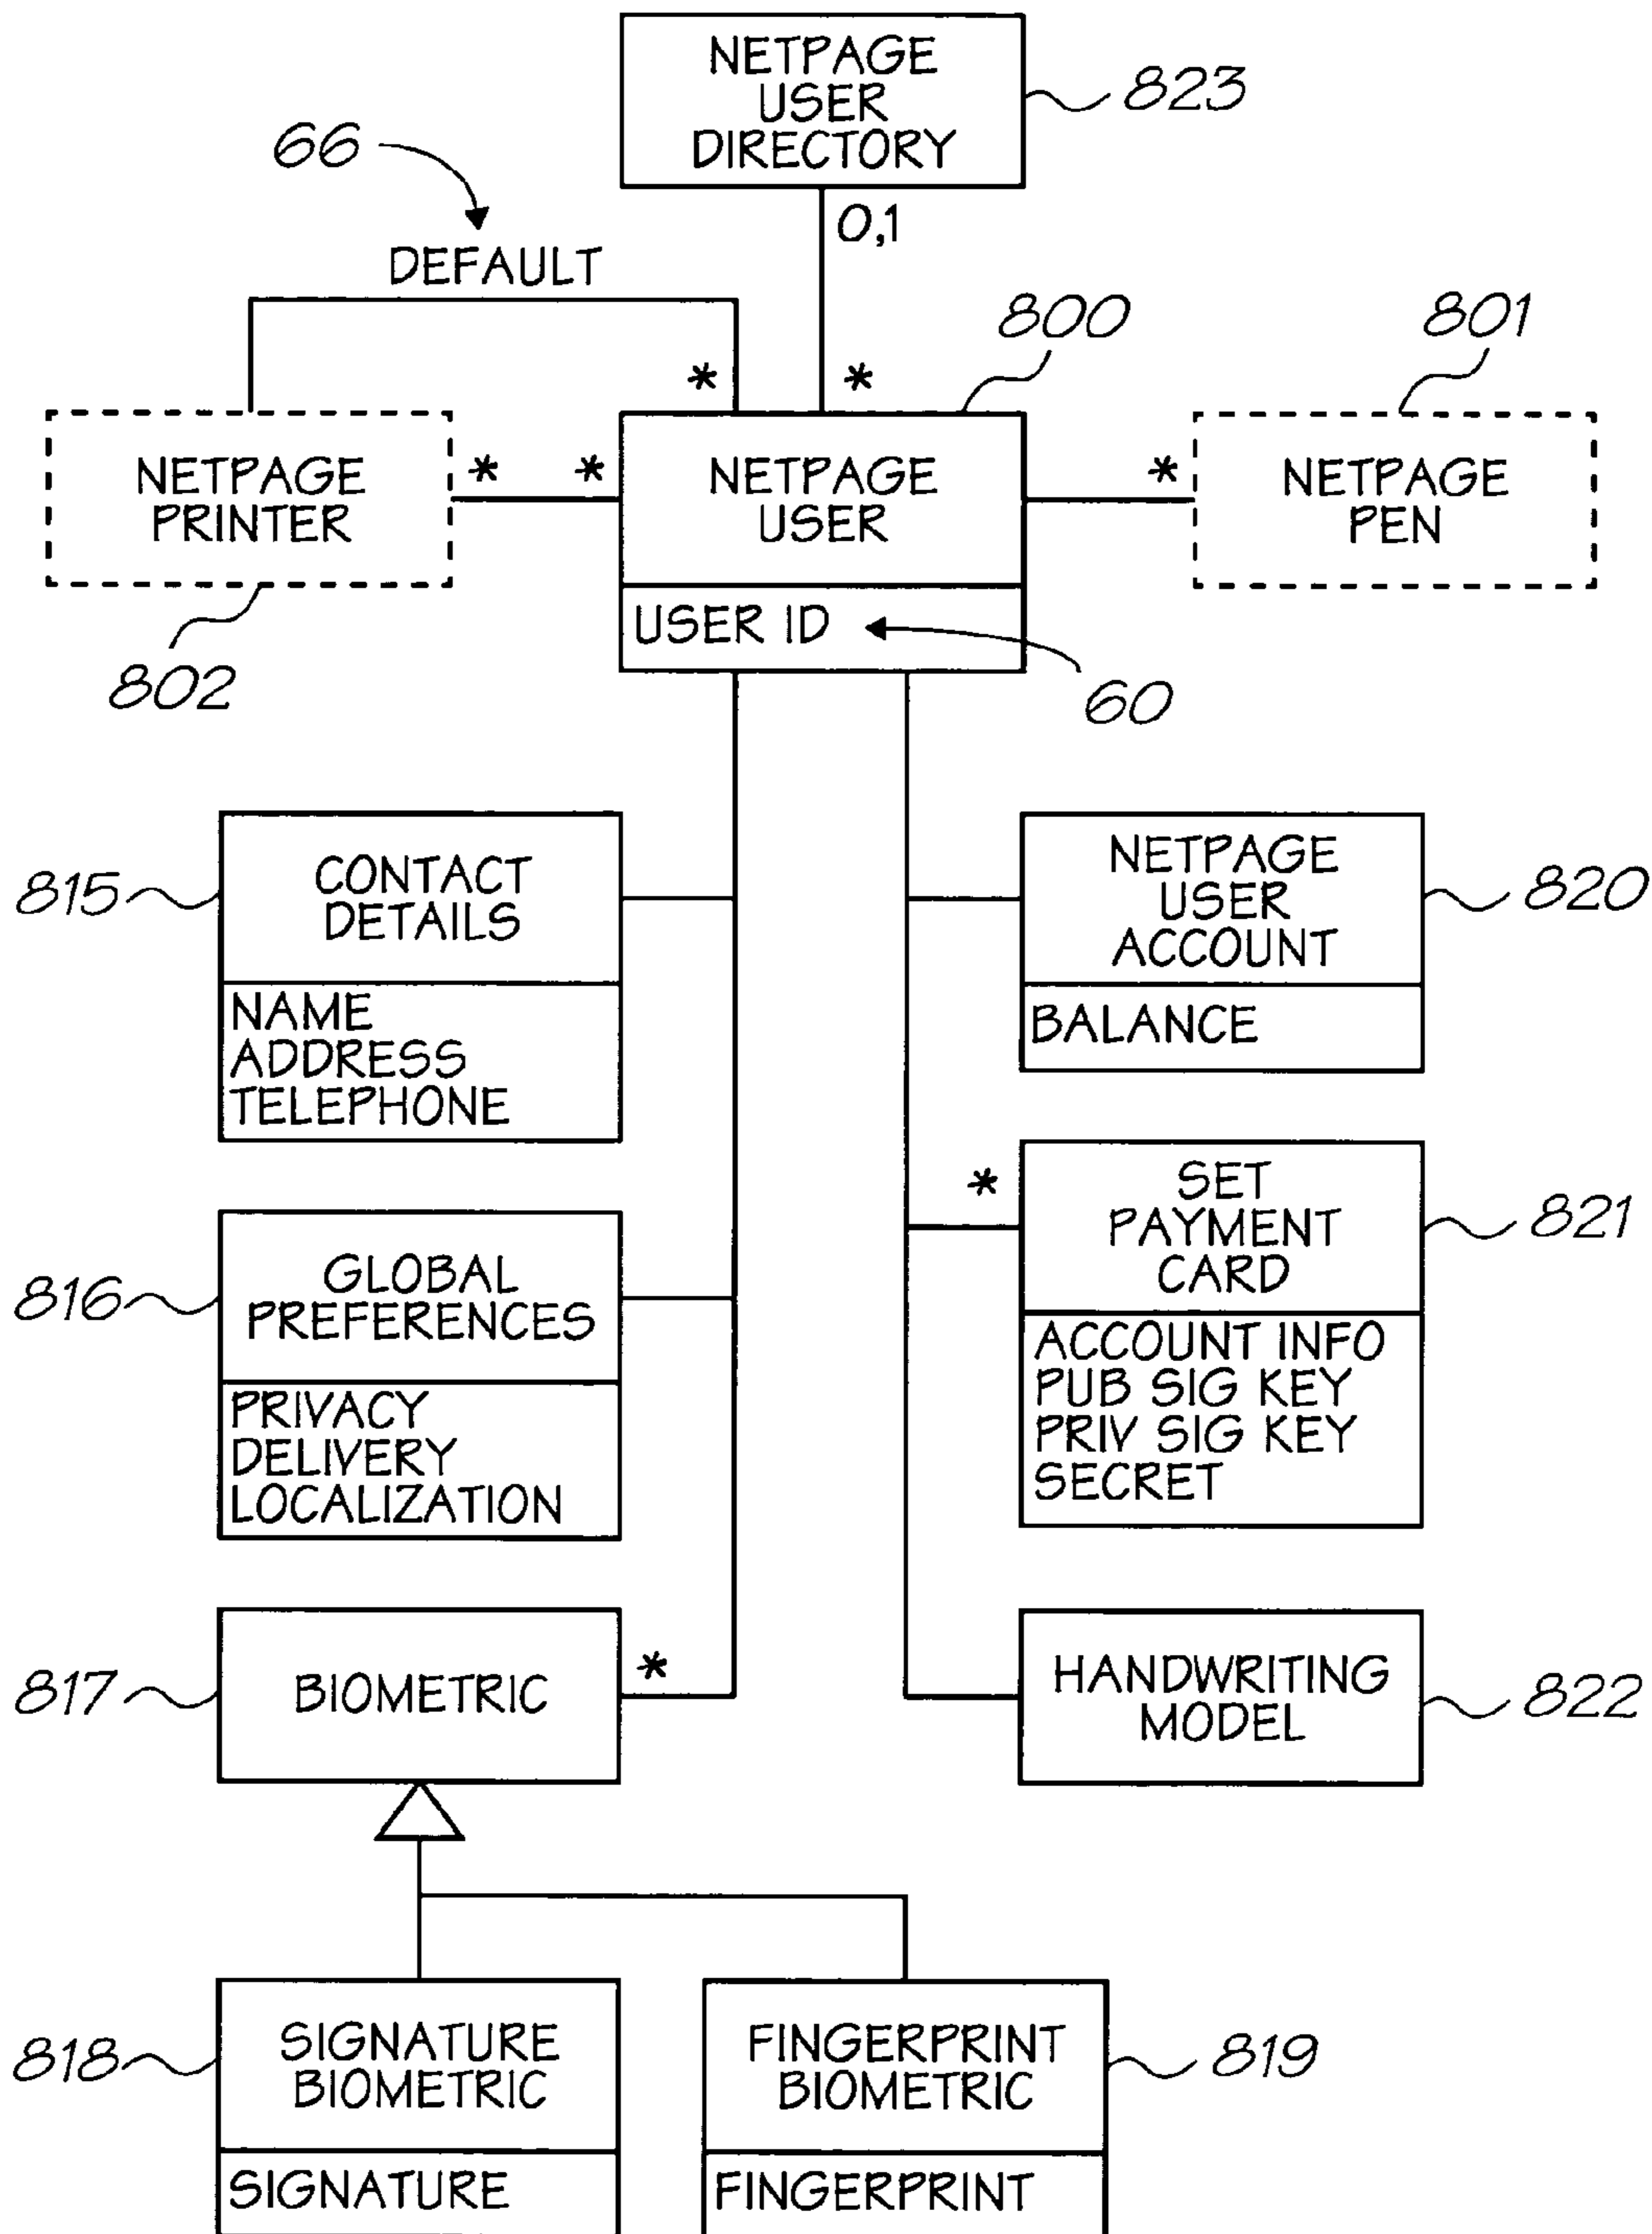 NETPAGE
USER
DIRECTORY
823
66
0,1
DEFAULT
800
801
*
*
NETPAGE
PRINTER
*
*
NETPAGE
USER
*
NETPAGE
PEN
USER ID
802
60
815
CONTACT
DETAILS
NAME
ADDRESS
TELEPHONE
NETPAGE
USER
ACCOUNT
820
BALANCE
*
SET
PAYMENT
CARD
821
ACCOUNT INFO
PUB SIG KEY
PRIV SIG KEY
SECRET
816
GLOBAL
PREFERENCES
PRIVACY
DELIVERY
LOCALIZATION
817
BIOMETRIC
*
HANDWRITING
MODEL
822
818
SIGNATURE
BIOMETRIC
SIGNATURE
FINGERPRINT
BIOMETRIC
819
FINGERPRINT